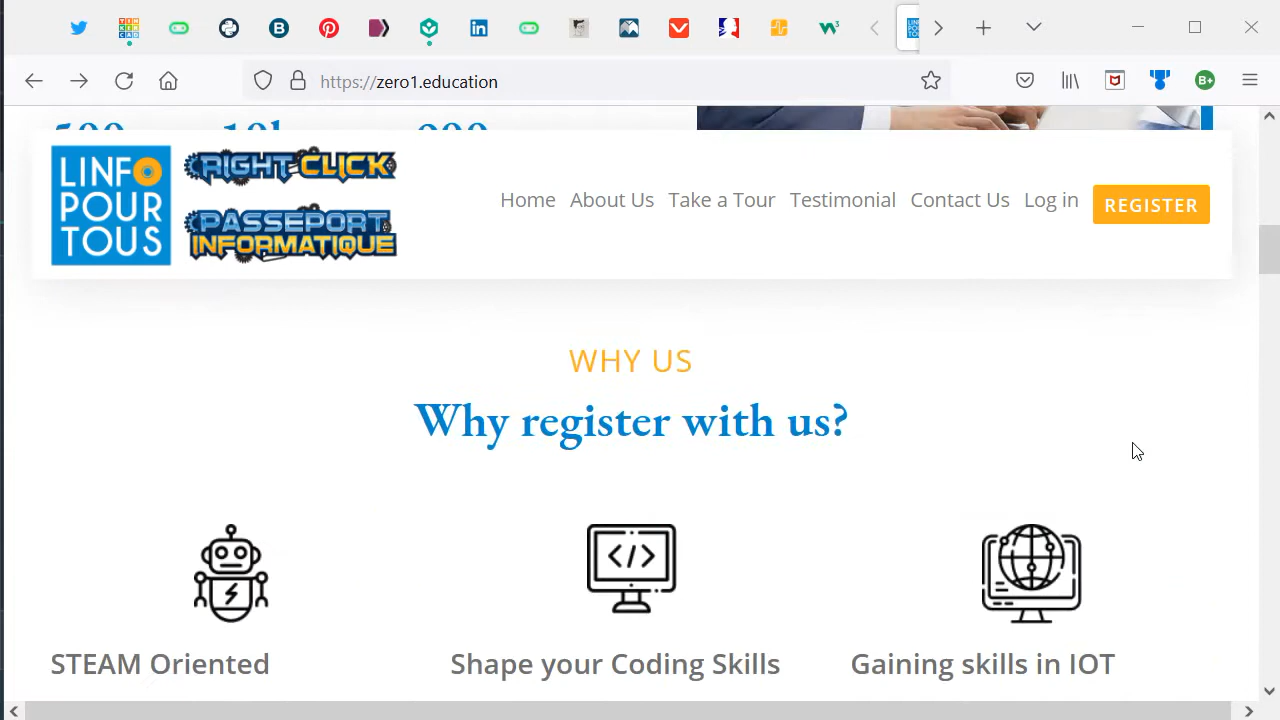 https://zero1.education
LINFO
POUR
TOUS
RIGHT-CLICK
PASSEPORT
INFORMATIQUE
Home About Us Take a Tour Testimonial Contact Us Log in REGISTER
WHY US
Why register with us?
STEAM Oriented
Shape your Coding Skills
Gaining skills in IOT